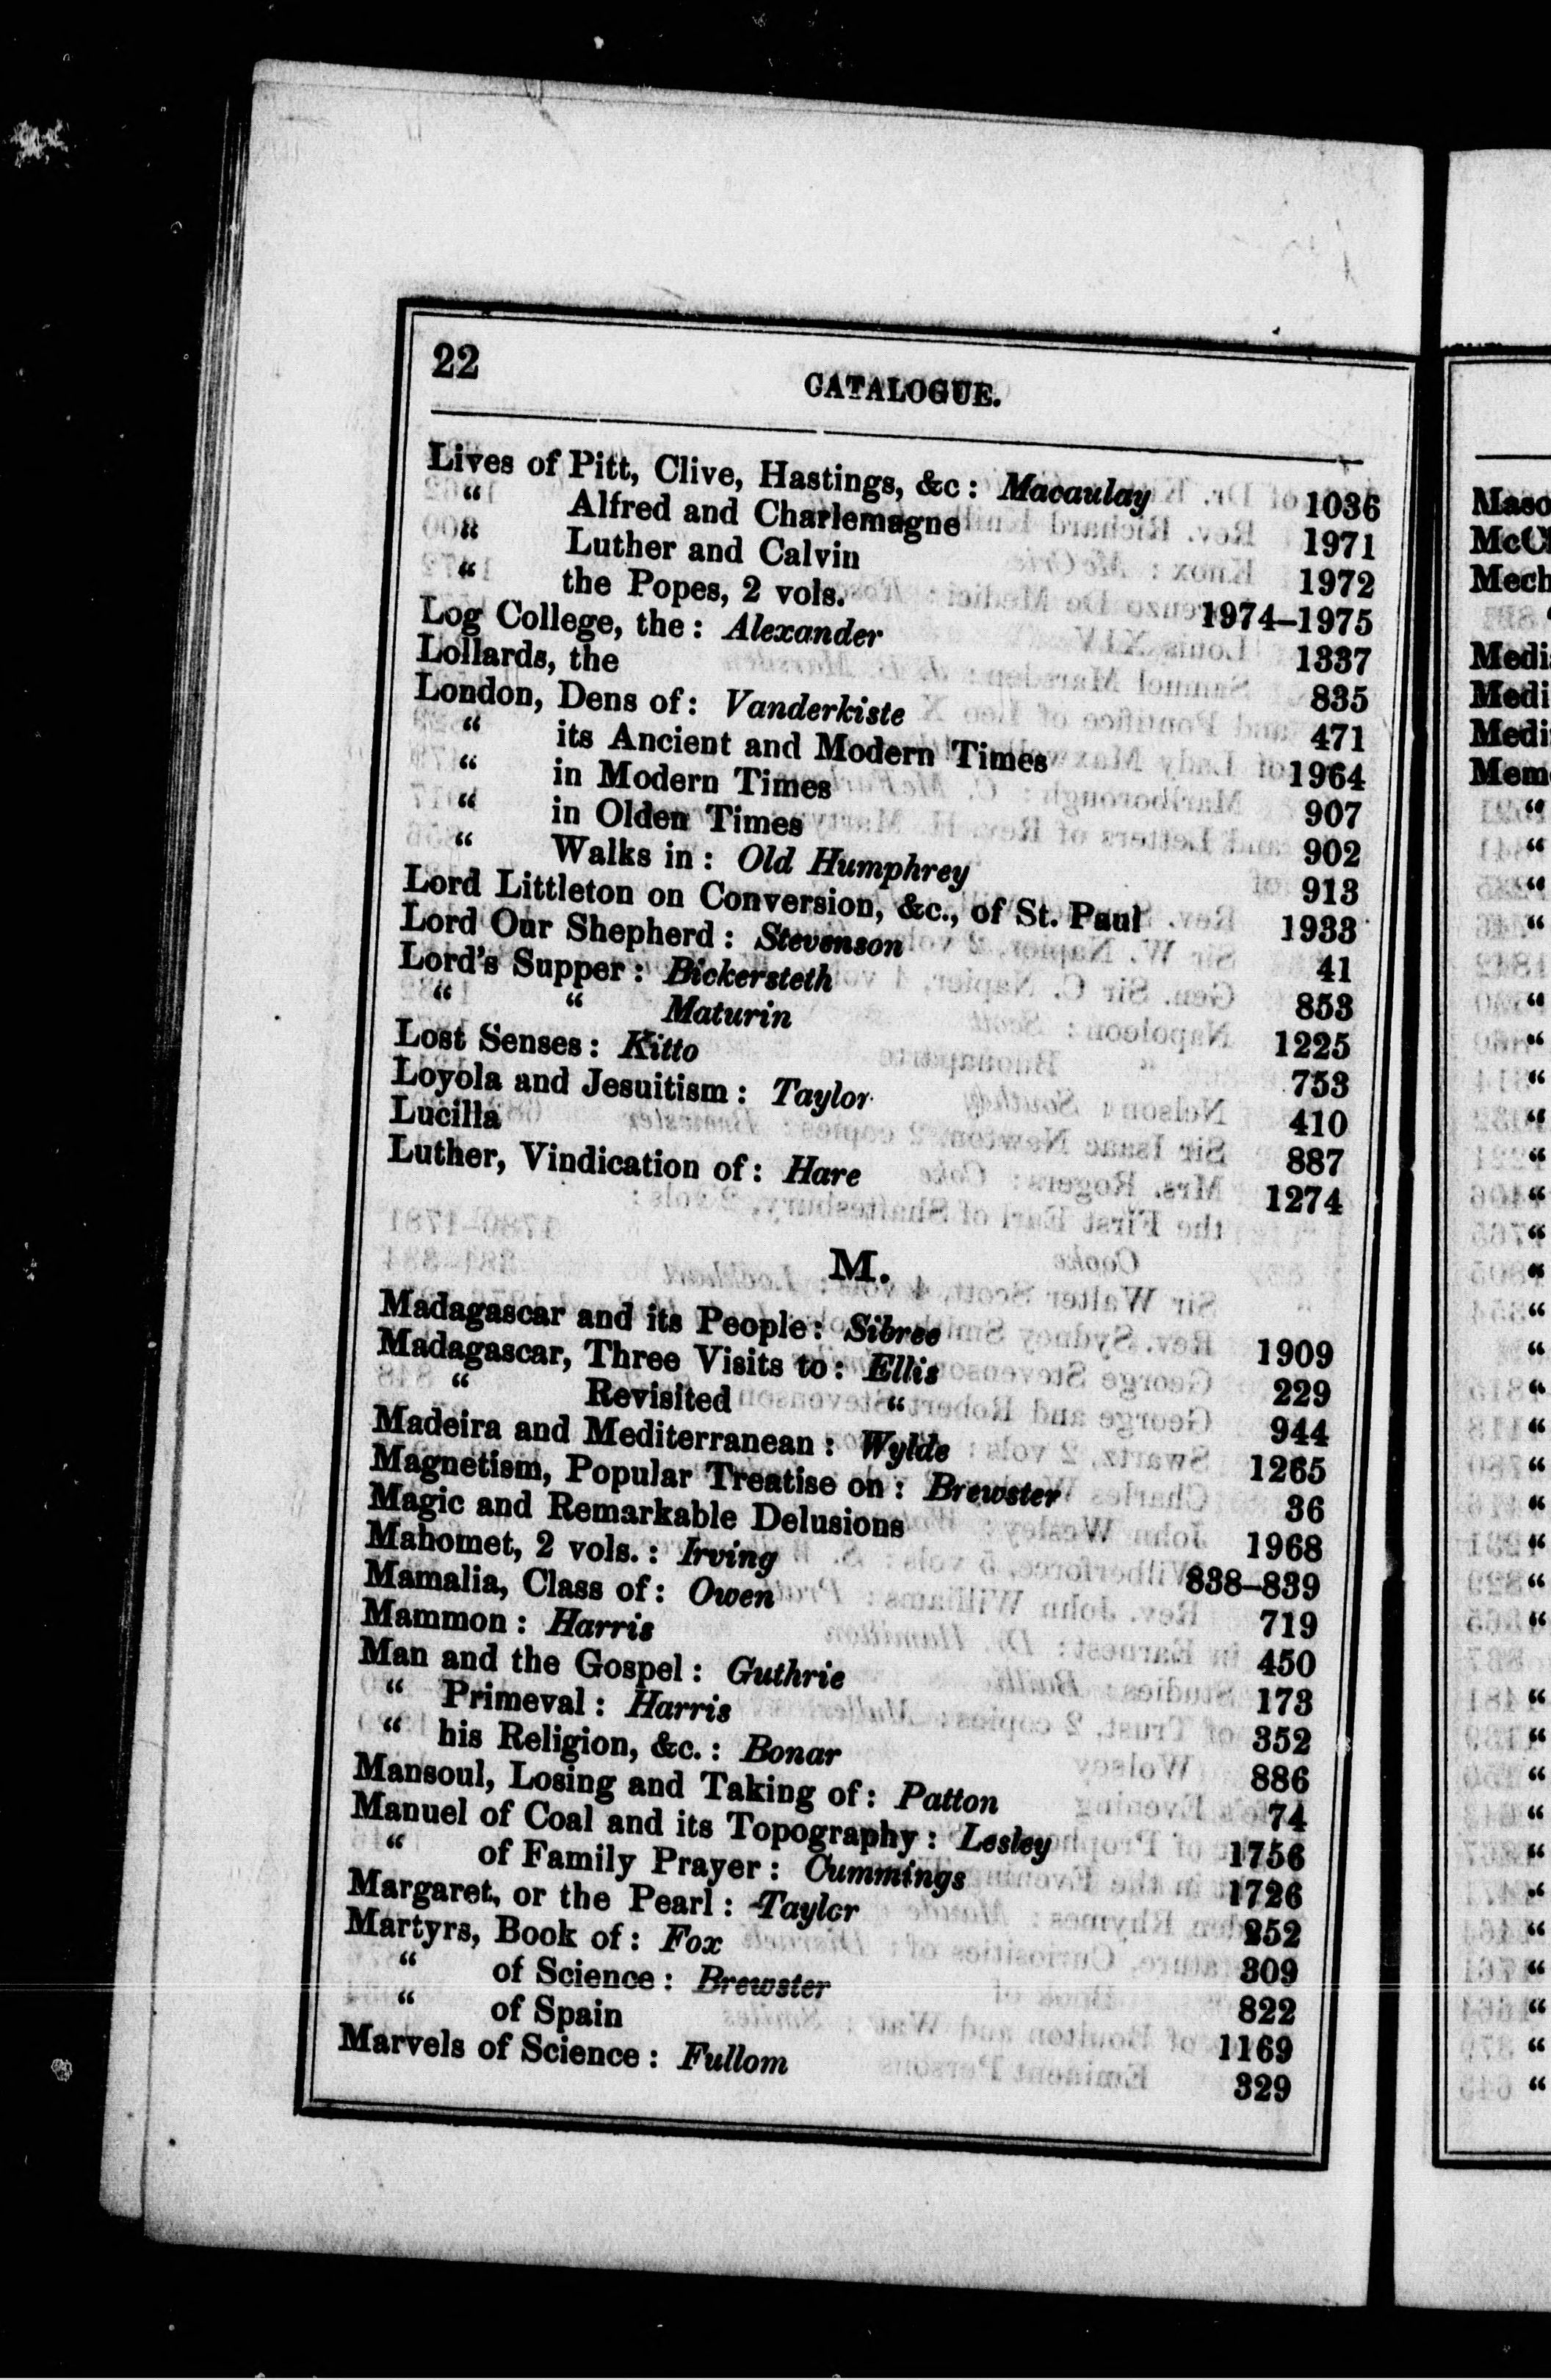 22
CATALOGUE.
Lives of Pitt, Clive, Hastings, &c: Macaulay 1036
“ Alfred and Charlemagne 1971
“ Luther and Calvin 1972
“ the Popes, 2 vols. 1974–1975
Log College, the: Alexander 1337
Lollards, the 835
London, Dens of: Vanderkiste 471
“ its Ancient and Modern Times 1964
“ in Modern Times 907
“ in Olden Times 902
“ Walks in: Old Humphrey 913
Lord Littleton on Conversion, &c., of St. Paul 1933
Lord Our Shepherd: Stevenson 41
Lord's Supper: Bickersteth 853
“ “ Maturin 1225
Lost Senses: Kitto 753
Loyola and Jesuitism: Taylor 410
Lucilla 887
Luther, Vindication of: Hare 1274
M.
Madagascar and its People: Sibree 1909
Madagascar, Three Visits to: Ellis 229
“ Revisited “ 944
Madeira and Mediterranean: Wylde 1265
Magnetism, Popular Treatise on: Brewster 36
Magic and Remarkable Delusions 1968
Mahomet, 2 vols.: Irving 838–839
Mamalia, Class of: Owen 719
Mammon: Harris 450
Man and the Gospel: Guthrie 173
“ Primeval: Harris 352
“ his Religion, &c.: Bonar 886
Mansoul, Losing and Taking of: Patton 74
Manuel of Coal and its Topography: Lesley 1756
“ of Family Prayer: Cummings 1726
Margaret, or the Pearl: Taylor 252
Martyrs, Book of: Fox 309
“ of Science: Brewster 822
“ of Spain 1169
Marvels of Science: Fullom 329